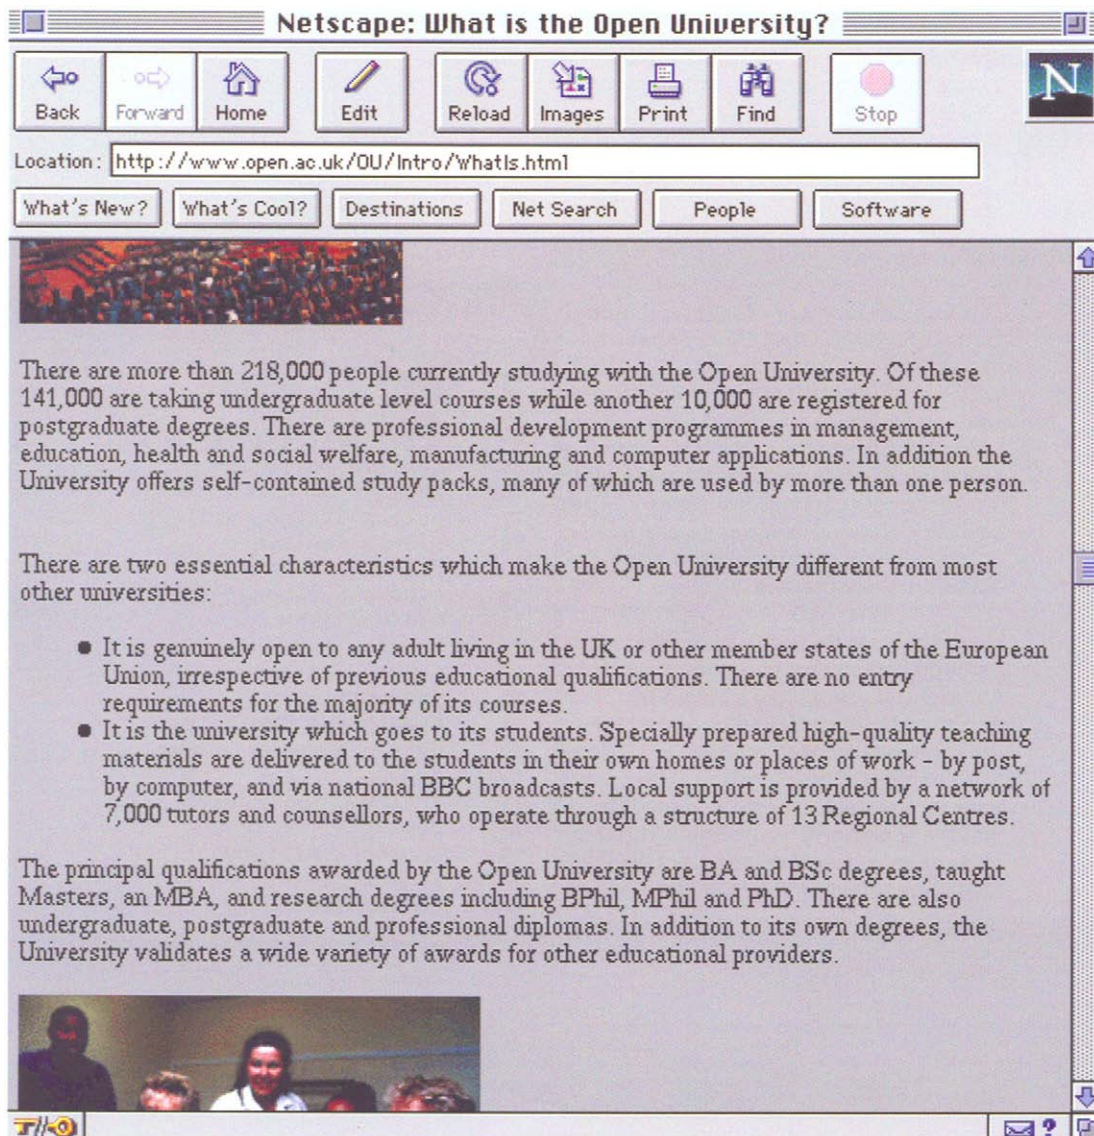 Netscape: What is the Open University?
Back Forward Home Edit Reload Images Print Find Stop
N
Location: http://www.open.ac.uk/OU/Intro/WhatIs.html
What's New? What's Cool? Destinations Net Search People Software
There are more than 218,000 people currently studying with the Open University. Of these
141,000 are taking undergraduate level courses while another 10,000 are registered for
postgraduate degrees. There are professional development programmes in management,
education, health and social welfare, manufacturing and computer applications. In addition the
University offers self-contained study packs, many of which are used by more than one person.
There are two essential characteristics which make the Open University different from most
other universities:
● It is genuinely open to any adult living in the UK or other member states of the European
Union, irrespective of previous educational qualifications. There are no entry
requirements for the majority of its courses.
● It is the university which goes to its students. Specially prepared high-quality teaching
materials are delivered to the students in their own homes or places of work - by post,
by computer, and via national BBC broadcasts. Local support is provided by a network of
7,000 tutors and counsellors, who operate through a structure of 13 Regional Centres.
The principal qualifications awarded by the Open University are BA and BSc degrees, taught
Masters, an MBA, and research degrees including BPhil, MPhil and PhD. There are also
undergraduate, postgraduate and professional diplomas. In addition to its own degrees, the
University validates a wide variety of awards for other educational providers.
?